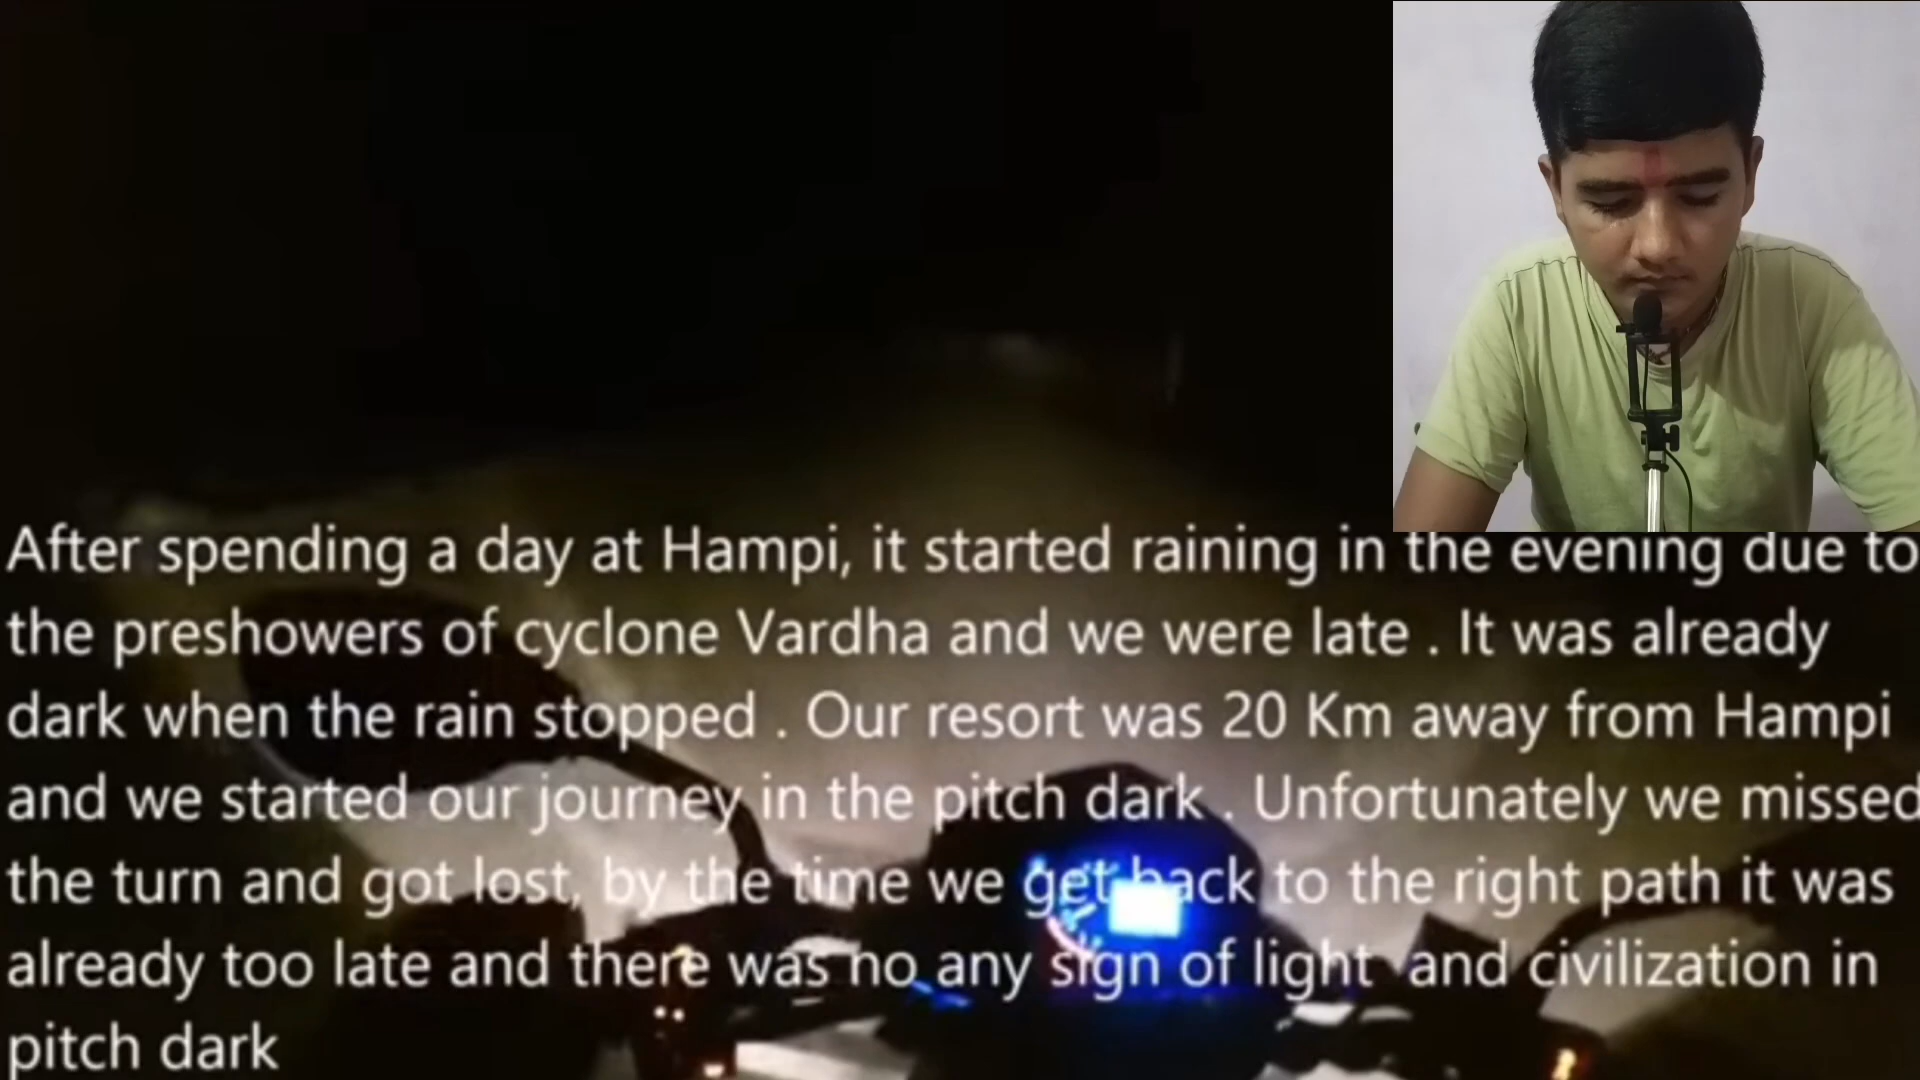 After spending a day at Hampi, it started raining in the evening due to
the preshowers of cyclone Vardha and we were late . It was already
dark when the rain stopped . Our resort was 20 Km away from Hampi
and we started our journey in the pitch dark . Unfortunately we missed
the turn and got lost, by the time we get back to the right path it was
already too late and there was no any sign of light and civilization in
pitch dark